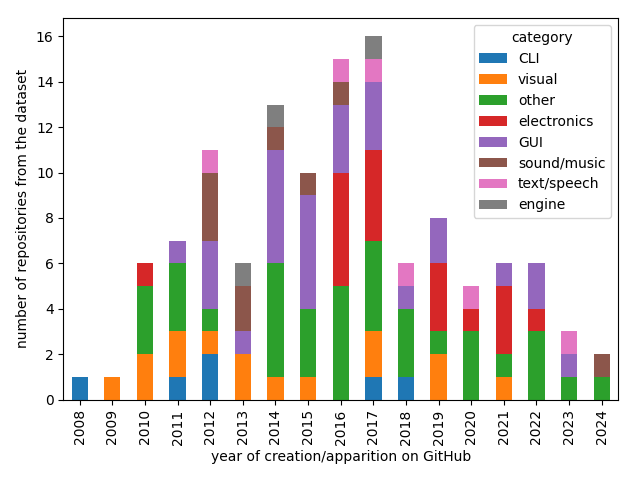 number of repositories from the dataset
16
14
12
10
8
6
4
2
0
category
CLI
visual
other
electronics
GUI
sound/music
text/speech
engine
2008 2009 2010 2011 2012 2013 2014 2015 2016 2017 2018 2019 2020 2021 2022 2023 2024
year of creation/apparition on GitHub